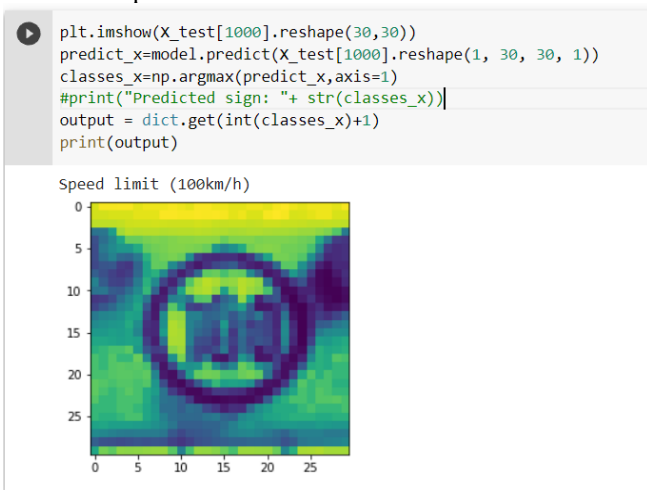 plt.imshow(X_test[1000].reshape(30,30))
predict_x=model.predict(X_test[1000].reshape(1, 30, 30, 1))
classes_x=np.argmax(predict_x,axis=1)
#print("Predicted sign: "+ str(classes_x))
output = dict.get(int(classes_x)+1)
print(output)
Speed limit (100km/h)
0
5
10
15
20
25
0 5 10 15 20 25